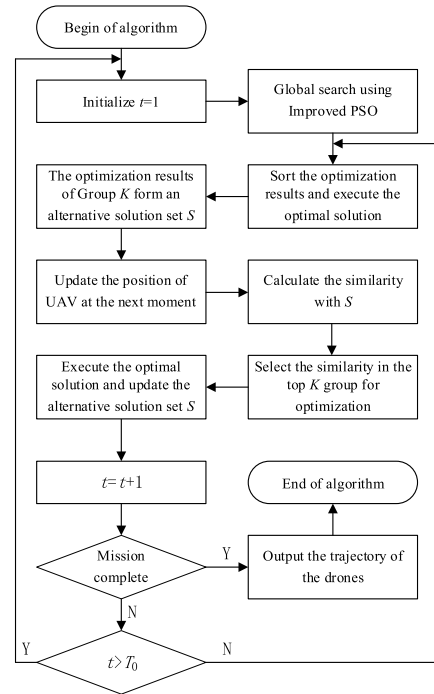 Begin of algorithm
Initialize t=1
Global search using
Improved PSO
Sort the optimization
results and execute the
optimal solution
The optimization results
of Group K form an
alternative solution set S
Update the position of
UAV at the next moment
Calculate the similarity
with S
Select the similarity in the
top K group for
optimization
Execute the optimal
solution and update the
alternative solution set S
t= t+1
End of algorithm
Mission
complete
Y
Output the trajectory of
the drones
N
Y
t> T0
N